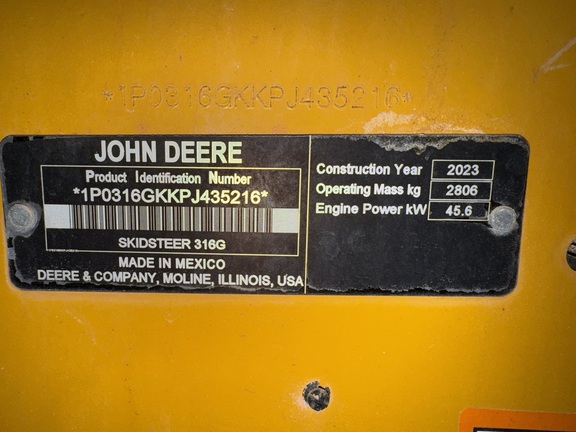 *1P0316GKKPJ435216*
JOHN DEERE
Product Identification Number
*1P0316GKKPJ435216*
SKIDSTEER 316G
MADE IN MEXICO
DEERE & COMPANY, MOLINE, ILLINOIS, USA
Construction Year 2023
Operating Mass kg 2806
Engine Power kW 45.6